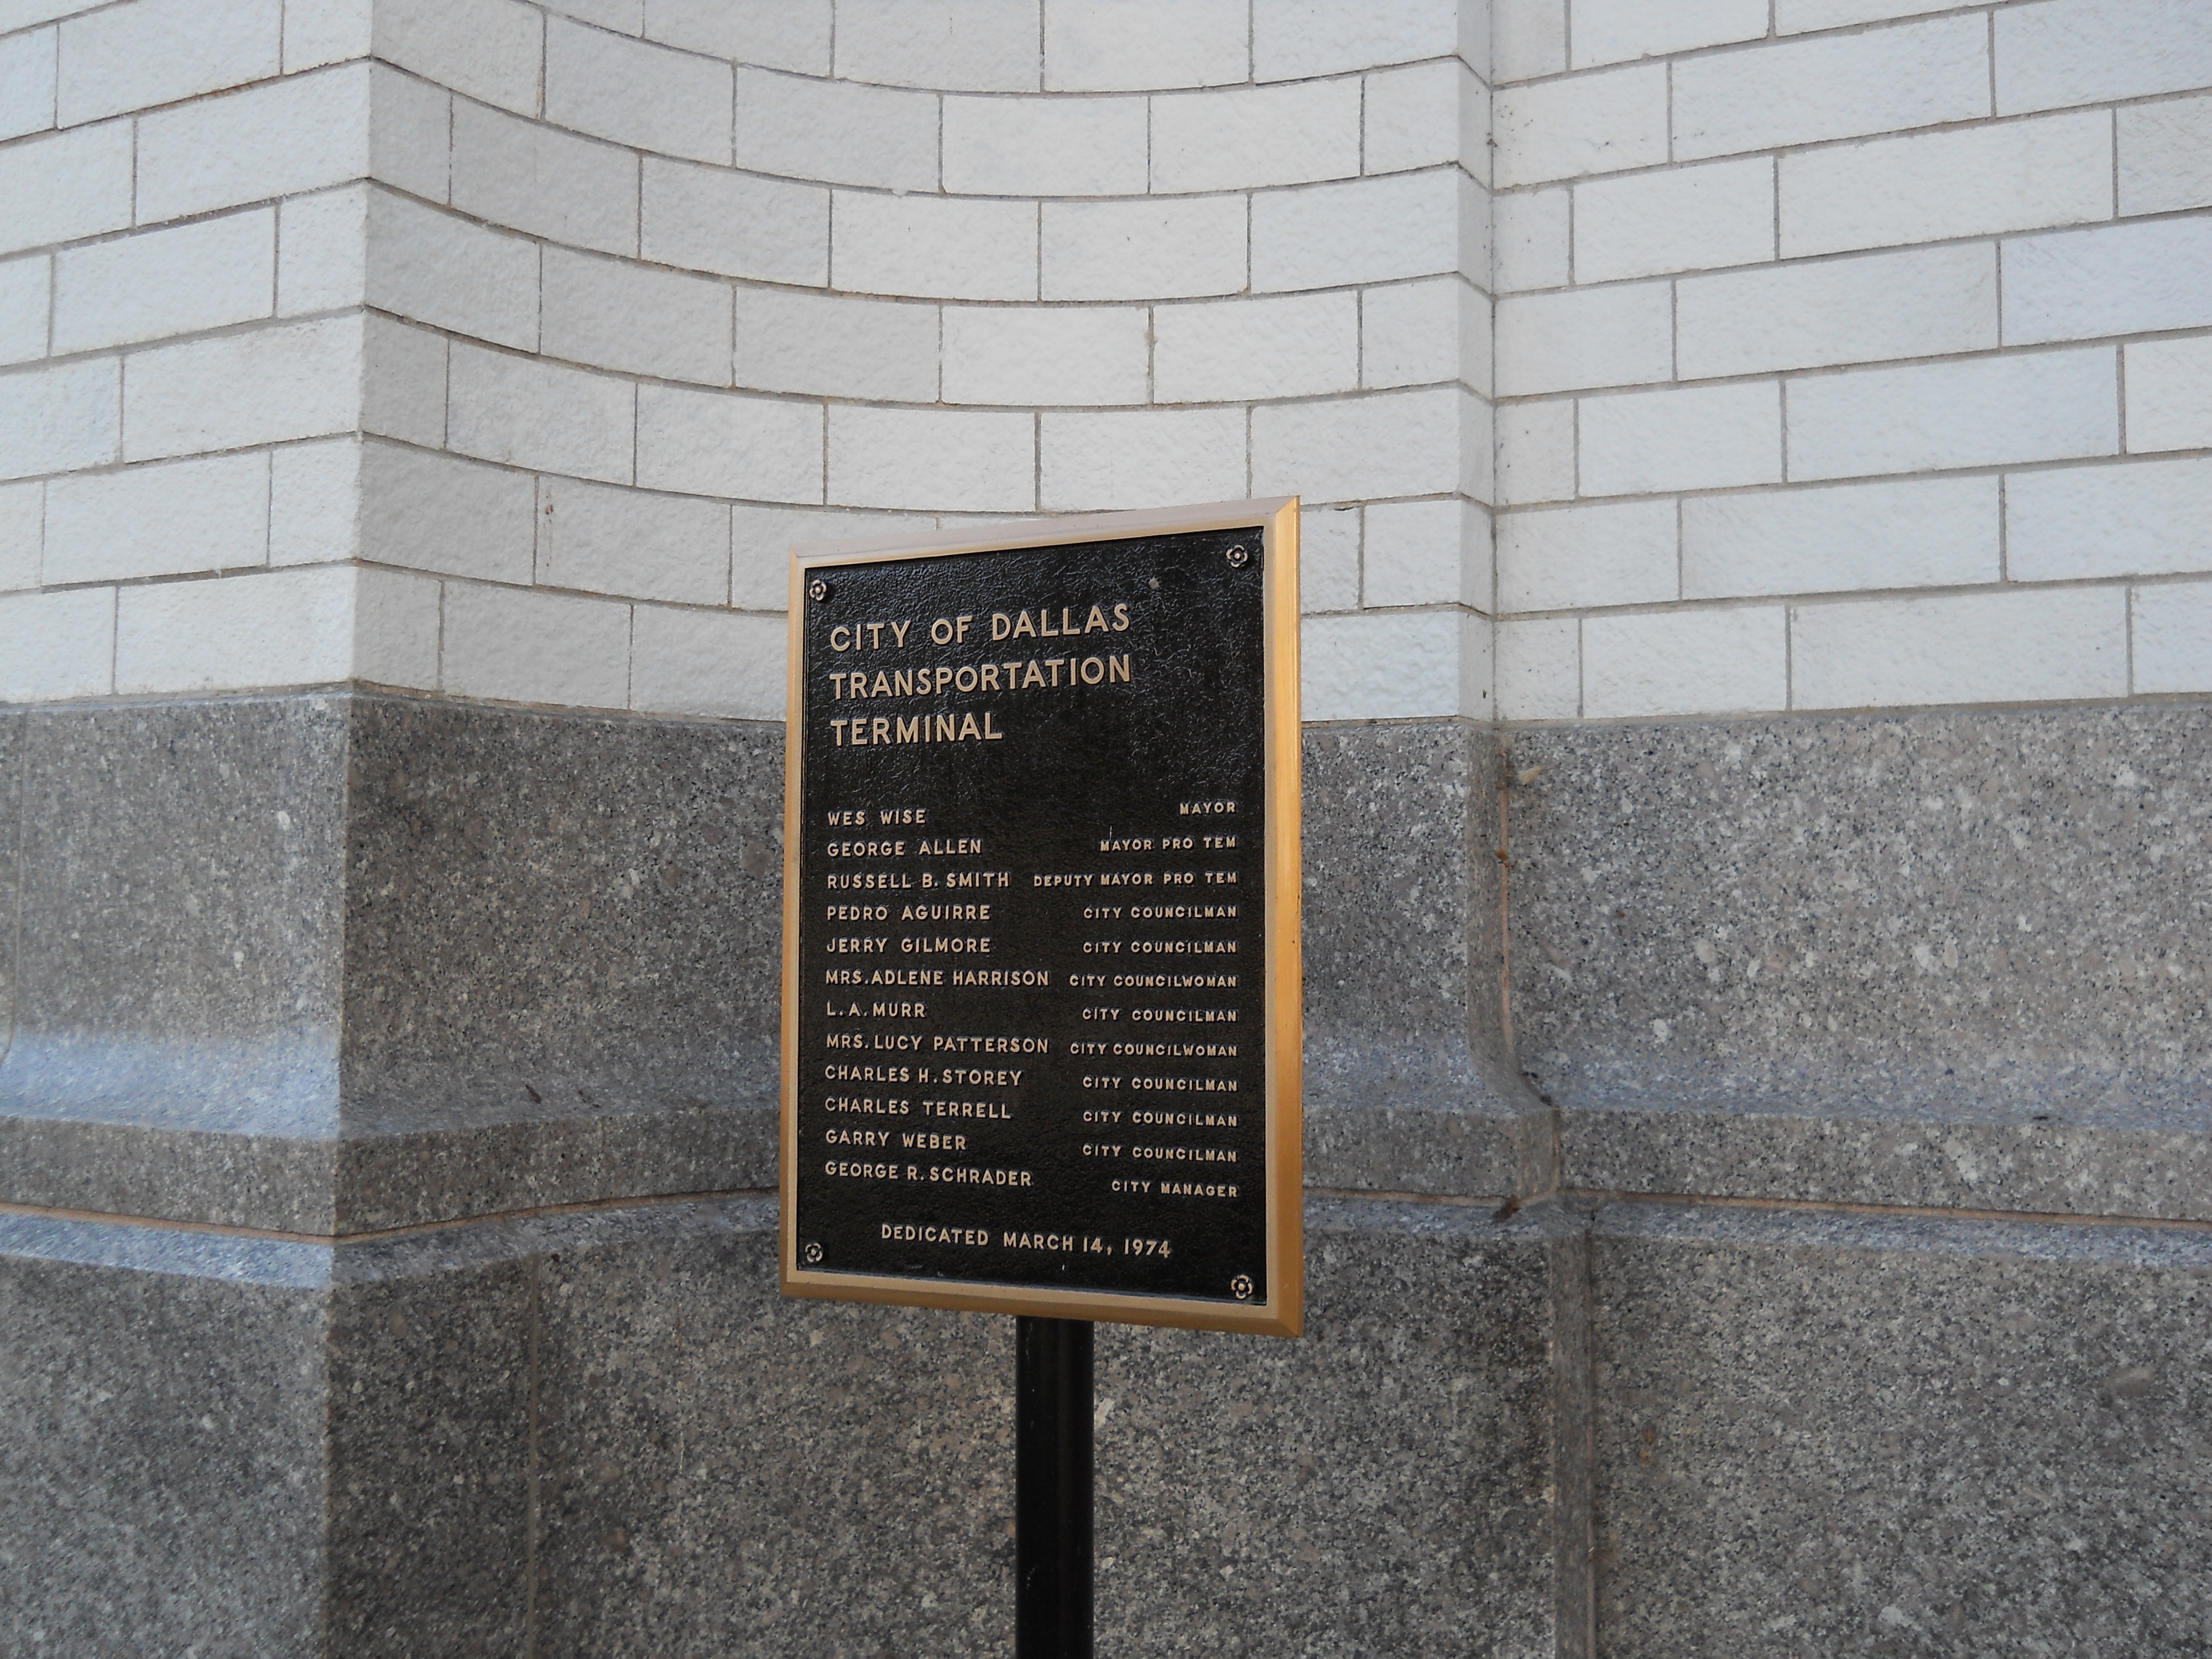 CITY OF DALLAS
TRANSPORTATION
TERMINAL
WES WISE MAYOR
GEORGE ALLEN MAYOR PRO TEM
RUSSELL B. SMITH DEPUTY MAYOR PRO TEM
PEDRO AGUIRRE CITY COUNCILMAN
JERRY GILMORE CITY COUNCILMAN
MRS. ADLENE HARRISON CITY COUNCILWOMAN
L. A. MURR CITY COUNCILMAN
MRS. LUCY PATTERSON CITY COUNCILWOMAN
CHARLES H. STOREY CITY COUNCILMAN
CHARLES TERRELL CITY COUNCILMAN
GARRY WEBER CITY COUNCILMAN
GEORGE R. SCHRADER CITY MANAGER
DEDICATED MARCH 14, 1974